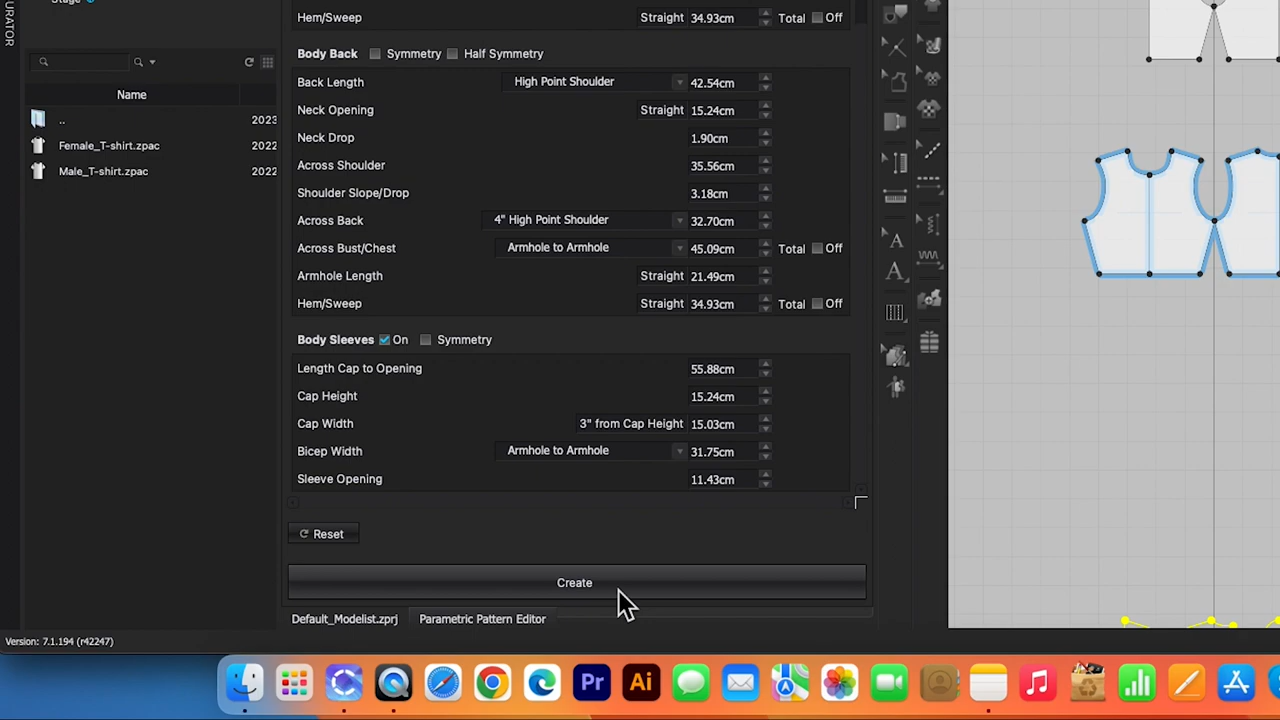 Stage
URATOR
Hem/Sweep Straight 34.93cm Total Off
Body Back Symmetry Half Symmetry
Name
Back Length High Point Shoulder 42.54cm
Neck Opening Straight 15.24cm
.. 2023
Neck Drop 1.90cm
Female_T-shirt.zpac 2022
Across Shoulder 35.56cm
Male_T-shirt.zpac 2022
Shoulder Slope/Drop 3.18cm
Across Back 4" High Point Shoulder 32.70cm
Across Bust/Chest Armhole to Armhole 45.09cm Total Off
Armhole Length Straight 21.49cm
Hem/Sweep Straight 34.93cm Total Off
Body Sleeves On Symmetry
Length Cap to Opening 55.88cm
Cap Height 15.24cm
Cap Width 3" from Cap Height 15.03cm
Bicep Width Armhole to Armhole 31.75cm
Sleeve Opening 11.43cm
Reset
Create
Default_Modelist.zprj Parametric Pattern Editor
Version: 7.1.194 (r42247)
Pr Ai